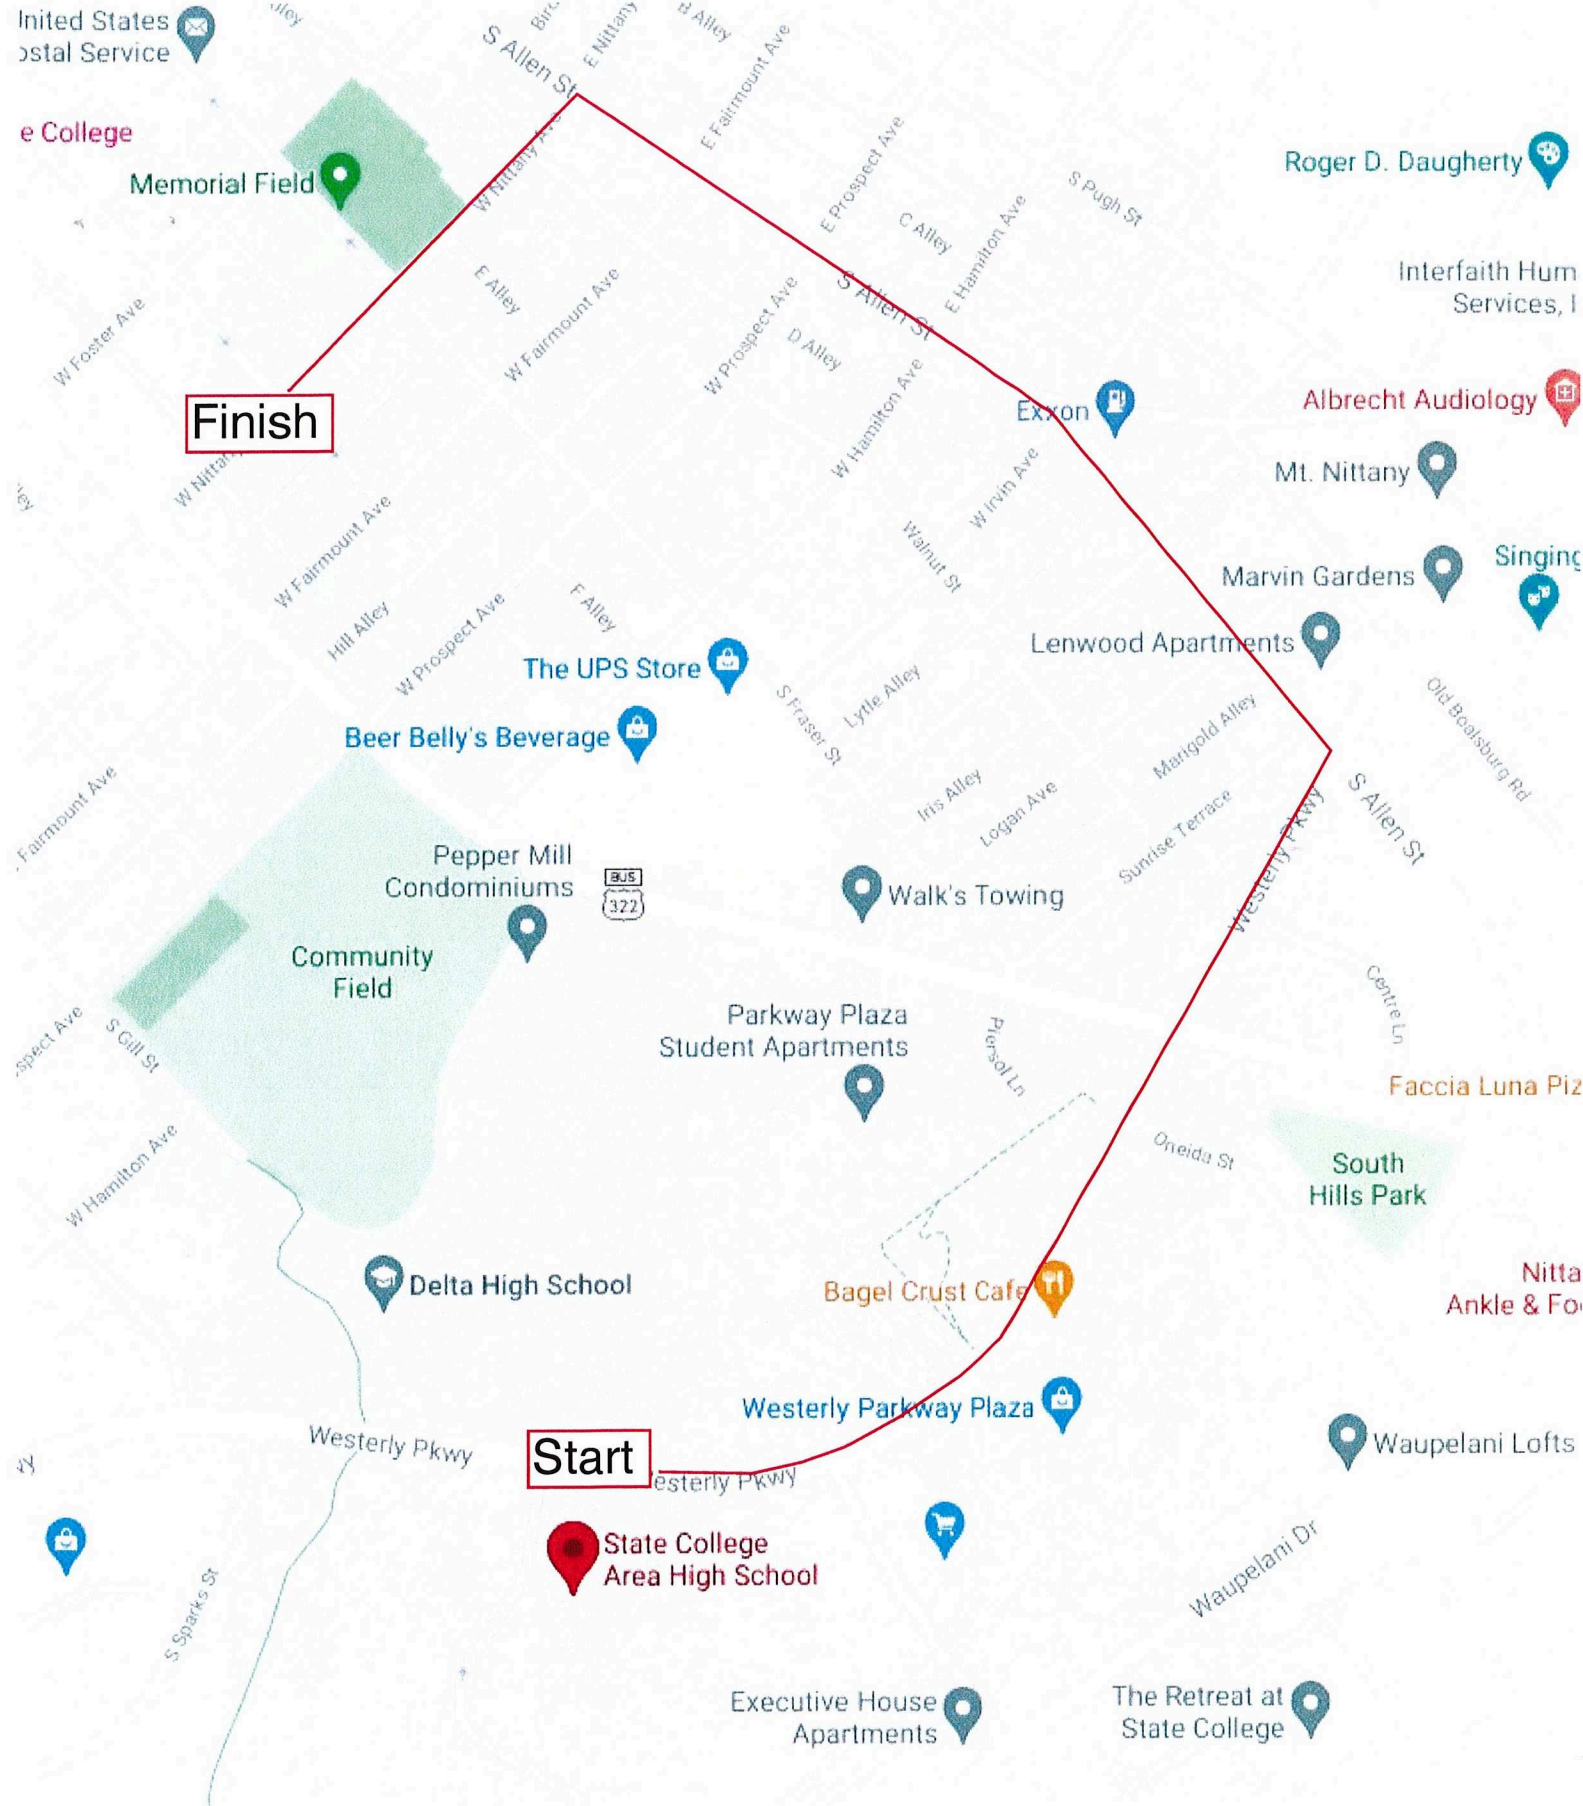 United States
ostal Service
S Allen St
E Nittany
B Alley
E Fairmount Ave
e College
Memorial Field
W Nittany Ave
E Prospect Ave
S Pugh St
Roger D. Daugherty
C Alley
E Hamilton Ave
Interfaith Hum
Services, I
E Alley
W Foster Ave
W Fairmount Ave
W Prospect Ave
S Allen St
D Alley
W Hamilton Ave
Exxon
Albrecht Audiology
Finish
W Nittany
W Irvin Ave
Mt. Nittany
W Fairmount Ave
Walnut St
Marvin Gardens
Singing
Hill Alley
W Prospect Ave
F Alley
Lenwood Apartments
The UPS Store
Lytle Alley
S Fraser St
Old Boalsburg Rd
Beer Belly's Beverage
Marigold Alley
Fairmount Ave
Iris Alley
Logan Ave
Sunrise Terrace
Westerly Pkwy
S Allen St
Pepper Mill
Condominiums
BUS
322
Walk's Towing
Community
Field
Centre Ln
spect Ave
S Gill St
Parkway Plaza
Student Apartments
Piersol Ln
Faccia Luna Piz
W Hamilton Ave
Oneida St
South
Hills Park
Delta High School
Bagel Crust Cafe
Nitta
Ankle & Fo
Westerly Parkway Plaza
Westerly Pkwy
Start
esterly Pkwy
Waupelani Lofts
State College
Area High School
S Sparks St
Waupelani Dr
Executive House
Apartments
The Retreat at
State College